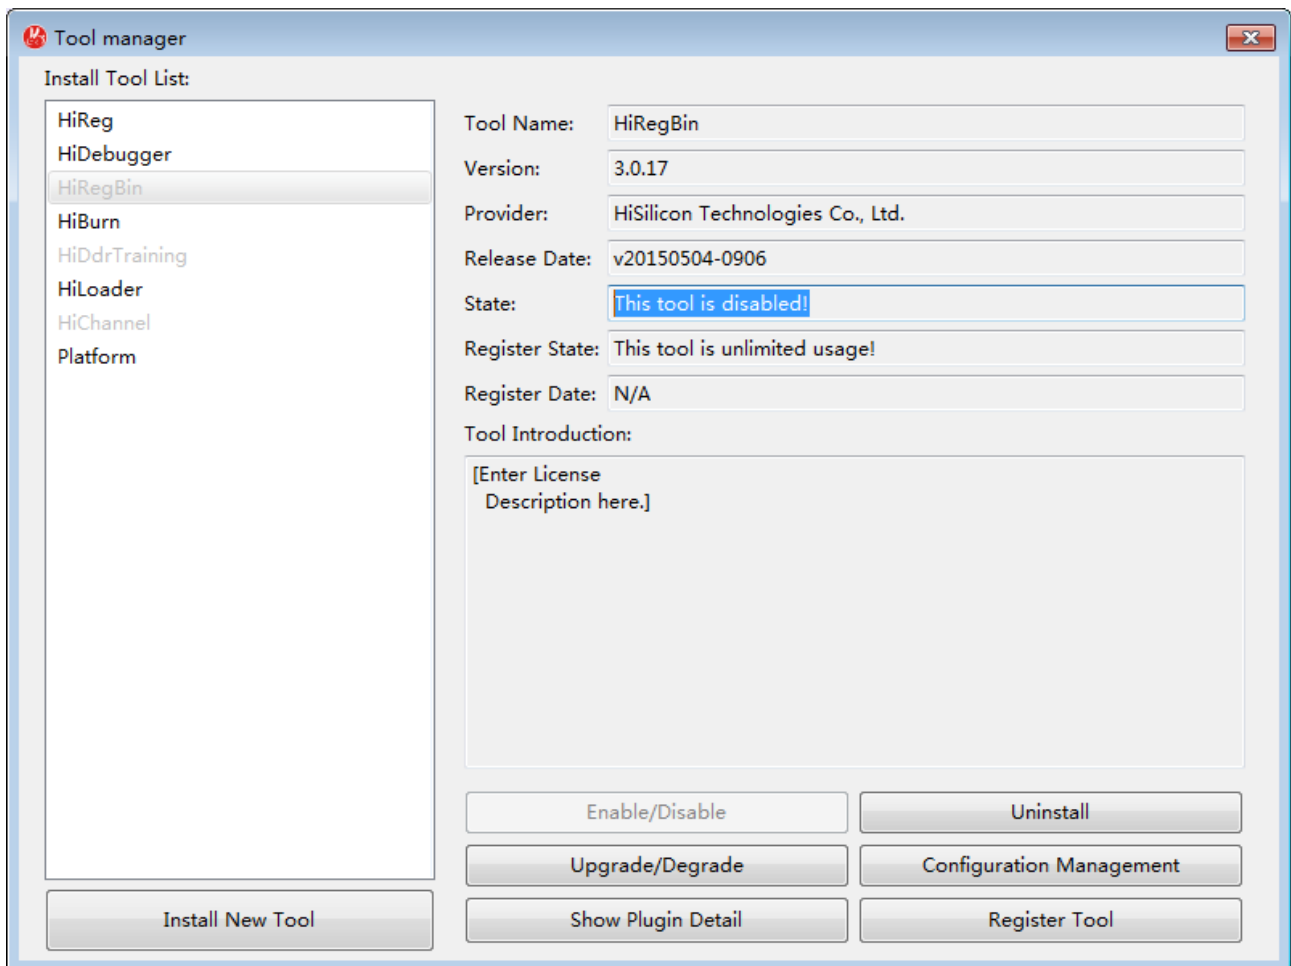 Tool manager
Install Tool List:
HiReg
HiDebugger
HiRegBin
HiBurn
HiDdrTraining
HiLoader
HiChannel
Platform
Install New Tool
Tool Name: HiRegBin
Version: 3.0.17
Provider: HiSilicon Technologies Co., Ltd.
Release Date: v20150504-0906
State: This tool is disabled!
Register State: This tool is unlimited usage!
Register Date: N/A
Tool Introduction:
[Enter License
Description here.]
Enable/Disable Uninstall
Upgrade/Degrade Configuration Management
Show Plugin Detail Register Tool